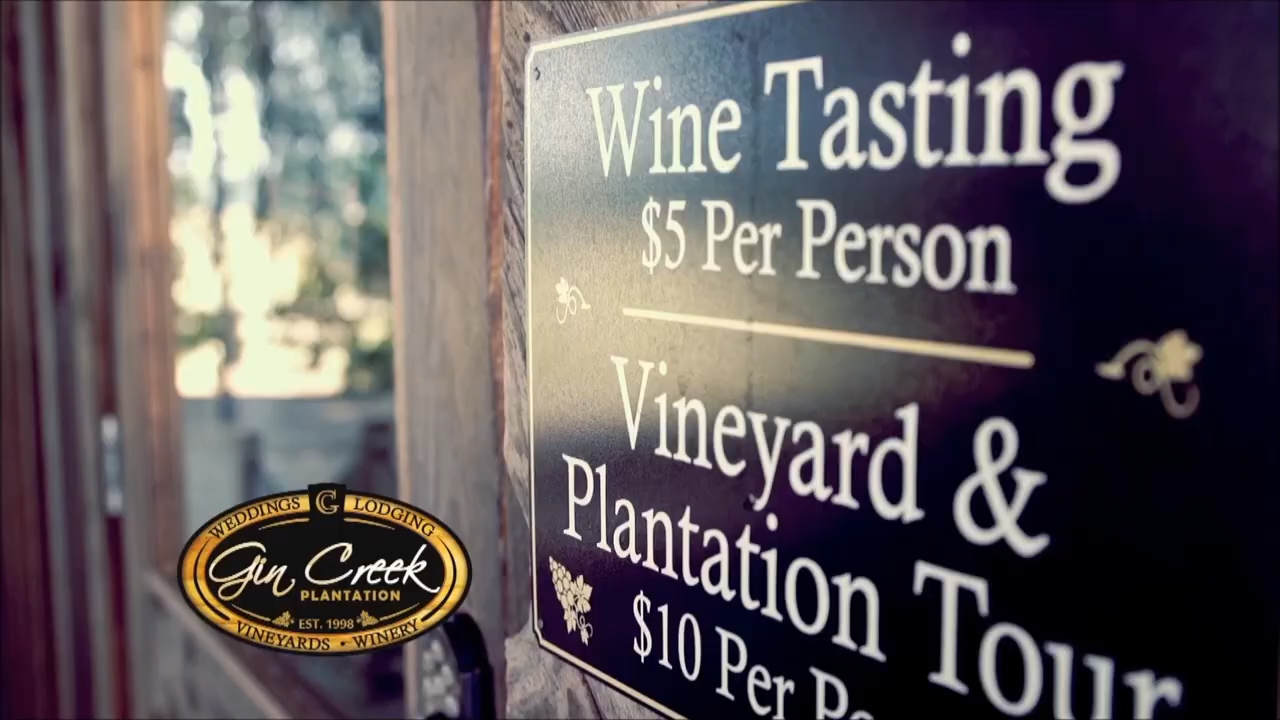 Wine Tasting
$5 Per Person
Vineyard &
Plantation Tour
$10 Per
WEDDINGS G LODGING
Gin Creek
PLANTATION
EST. 1998
VINEYARDS • WINERY